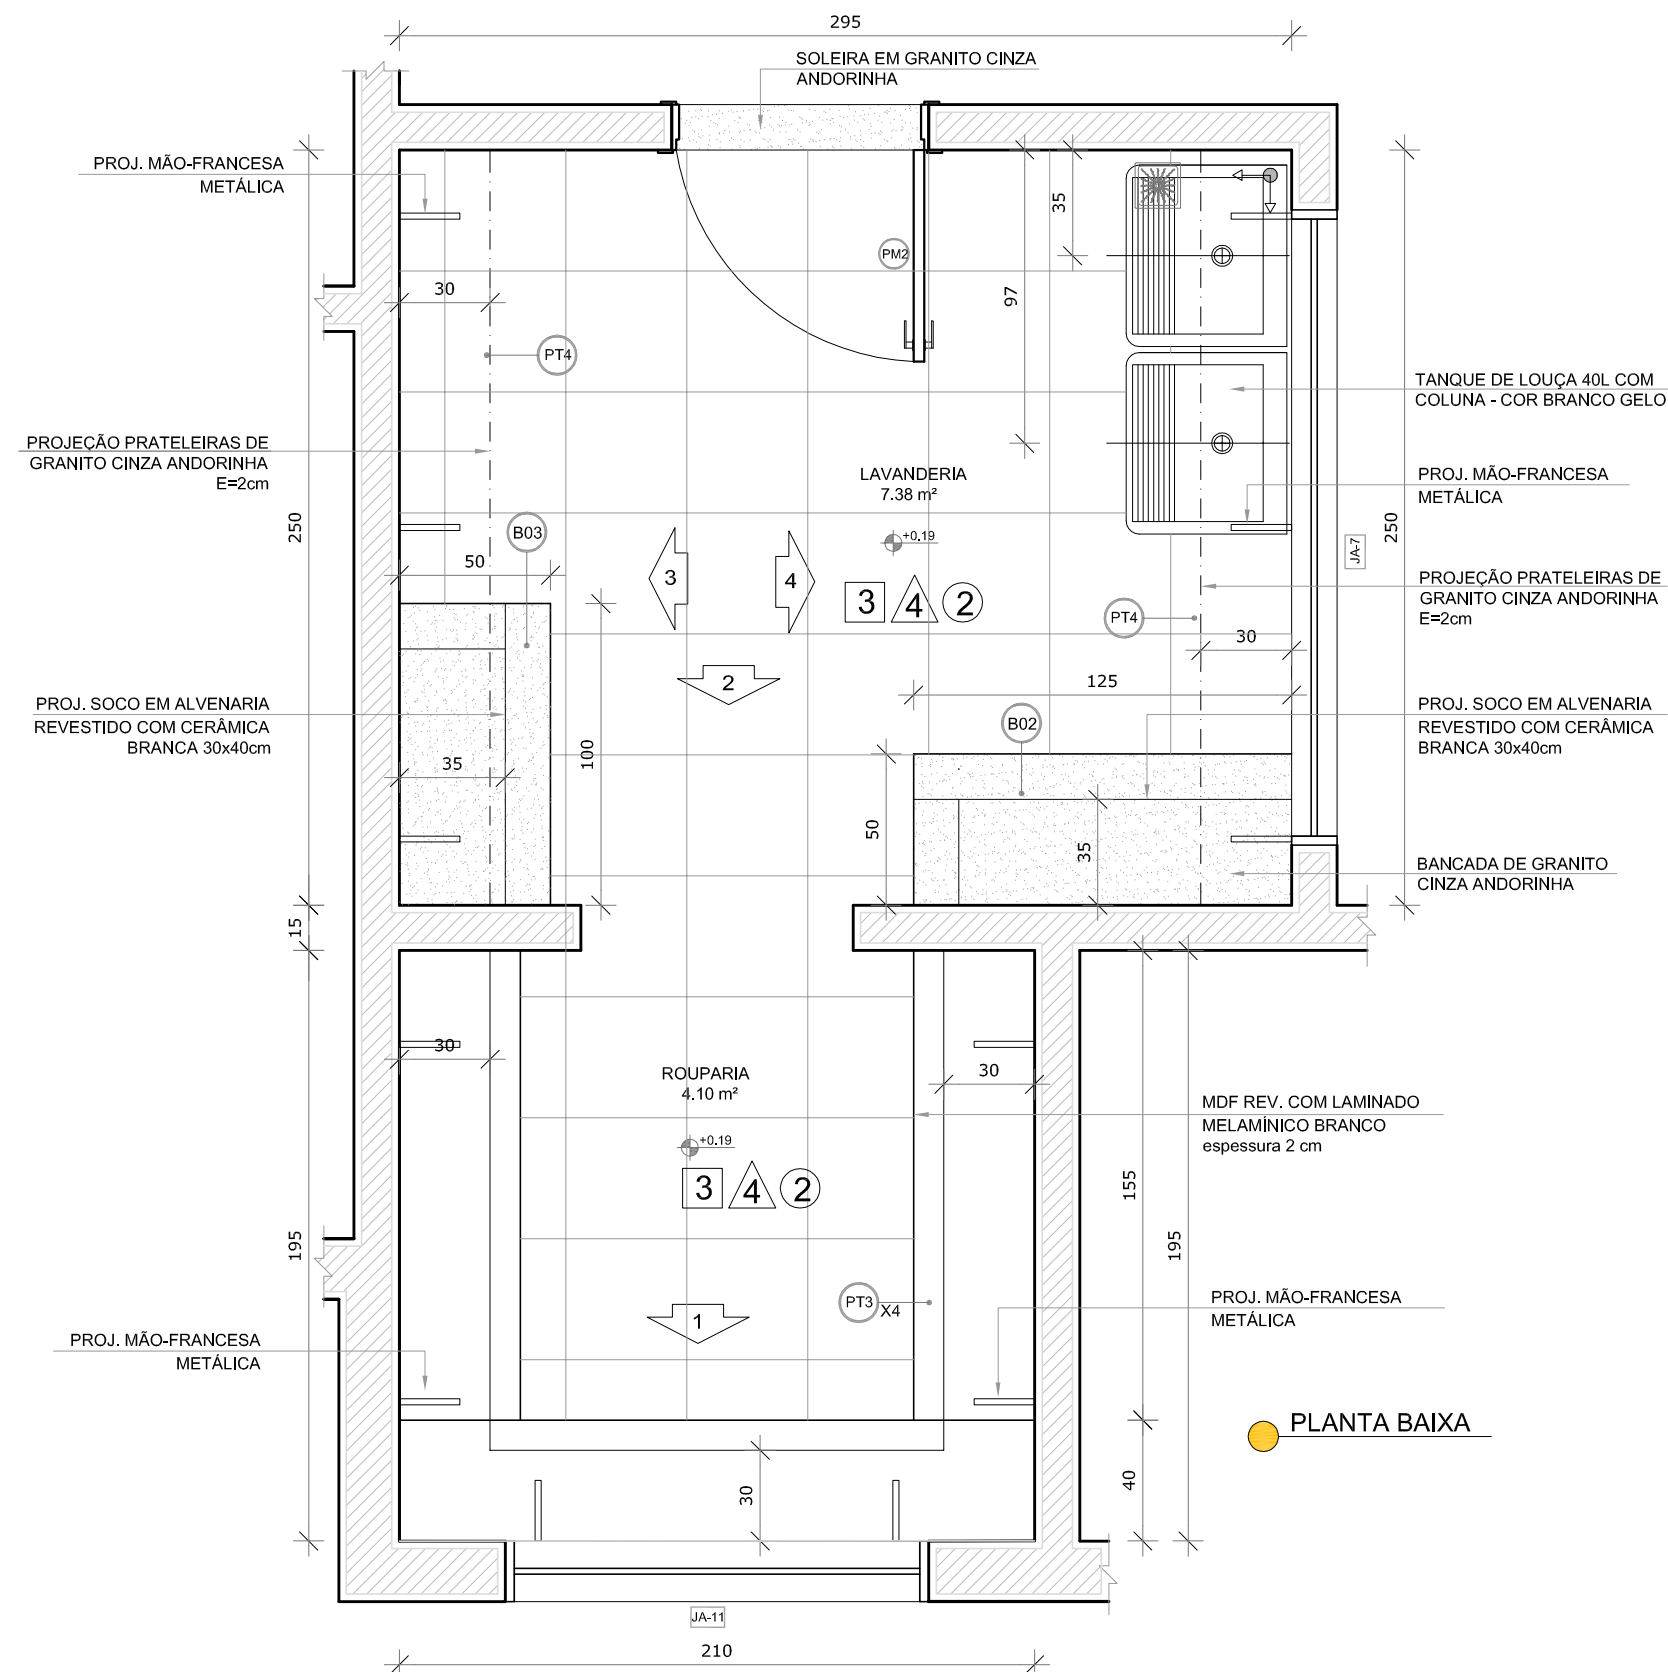 295
SOLEIRA EM GRANITO CINZA
ANDORINHA
PROJ. MÃO-FRANCESA
METÁLICA
35
PM2
30
97
PT4
TANQUE DE LOUÇA 40L COM
COLUNA - COR BRANCO GELO
PROJEÇÃO PRATELEIRAS DE
GRANITO CINZA ANDORINHA
E=2cm
LAVANDERIA
7.38 m²
PROJ. MÃO-FRANCESA
METÁLICA
250
B03
+0.19
JA-7
250
50
3
4
3 4 2
PROJEÇÃO PRATELEIRAS DE
GRANITO CINZA ANDORINHA
E=2cm
PT4
30
2
125
PROJ. SOCO EM ALVENARIA
REVESTIDO COM CERÂMICA
BRANCA 30x40cm
B02
PROJ. SOCO EM ALVENARIA
REVESTIDO COM CERÂMICA
BRANCA 30x40cm
35
100
50
35
BANCADA DE GRANITO
CINZA ANDORINHA
15
30
ROUPARIA
4.10 m²
30
MDF REV. COM LAMINADO
MELAMÍNICO BRANCO
espessura 2 cm
+0.19
3 4 2
155
195
195
PT3
X4
1
PROJ. MÃO-FRANCESA
METÁLICA
PROJ. MÃO-FRANCESA
METÁLICA
PLANTA BAIXA
30
40
JA-11
210